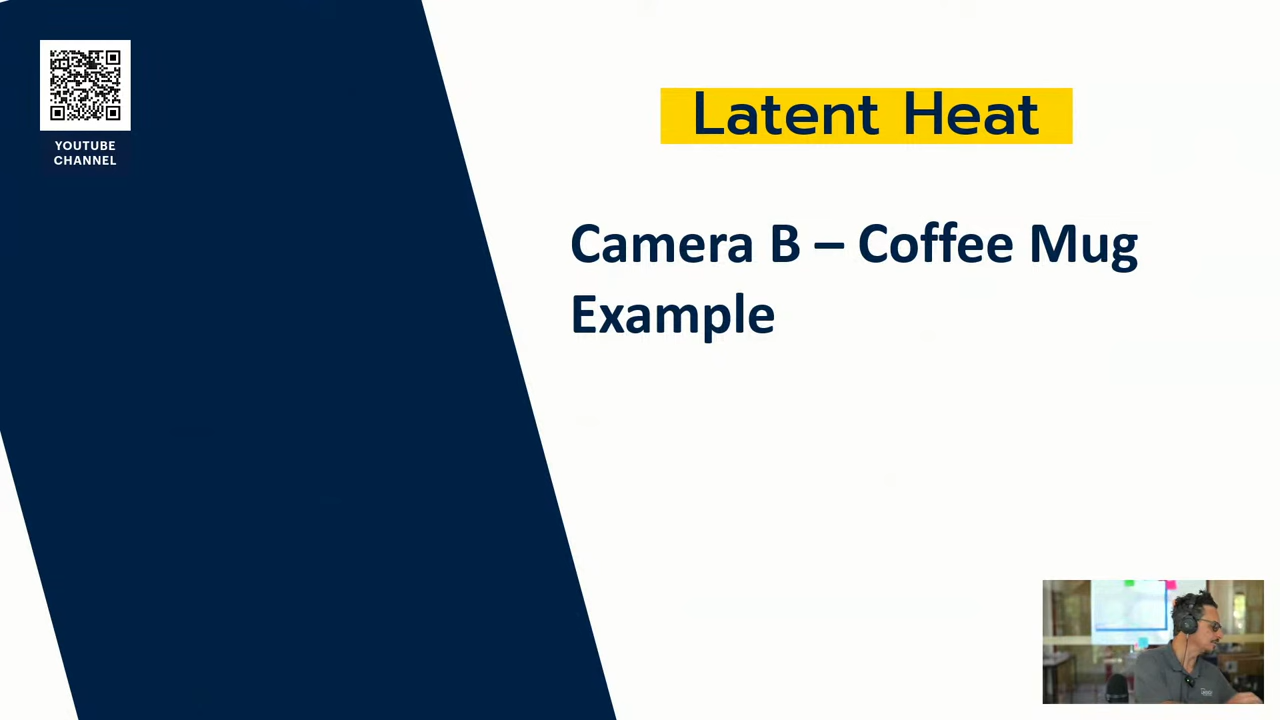 YOUTUBE
CHANNEL
Latent Heat
Camera B – Coffee Mug
Example